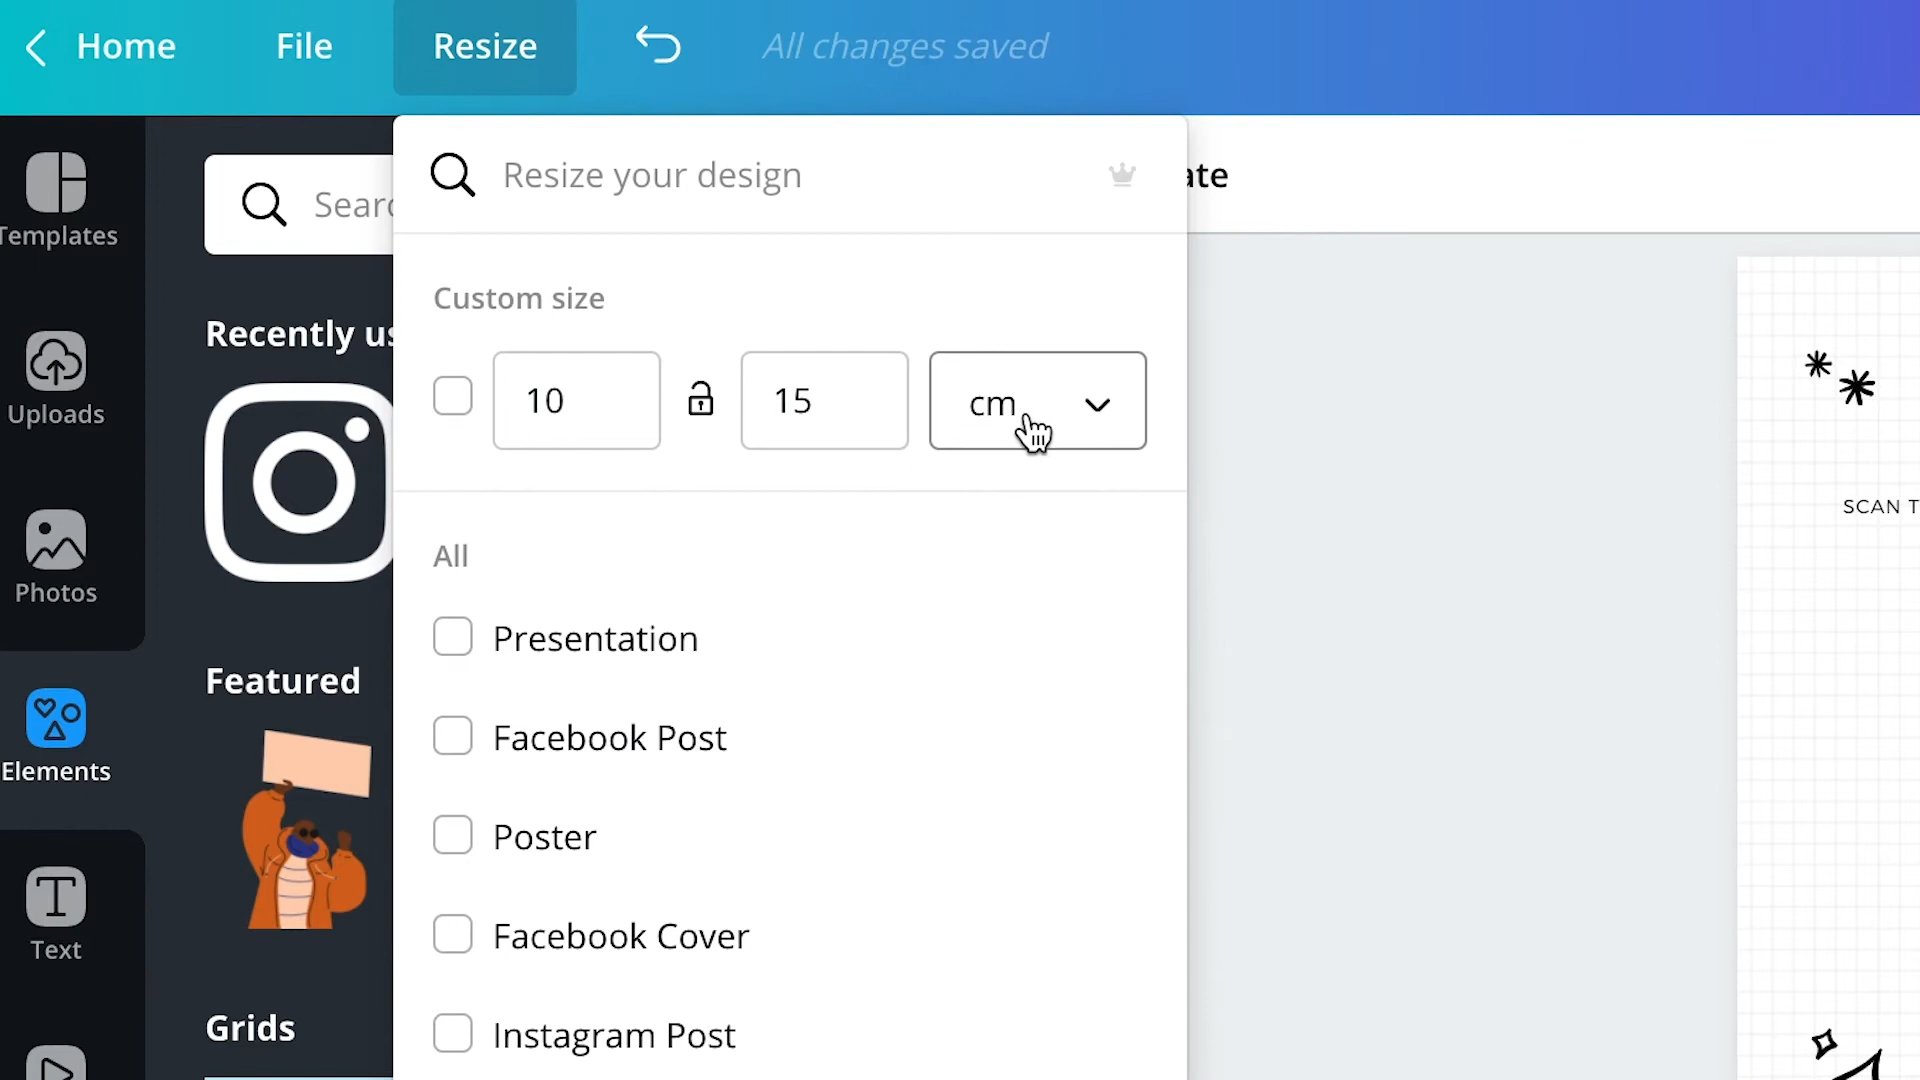 Home
File
Resize
All changes saved
Templates
Uploads
Photos
Elements
Text
Recently us
Featured
Grids
Resize your design
Custom size
10
15
cm
All
Presentation
Facebook Post
Poster
Facebook Cover
Instagram Post
ate
SCAN T